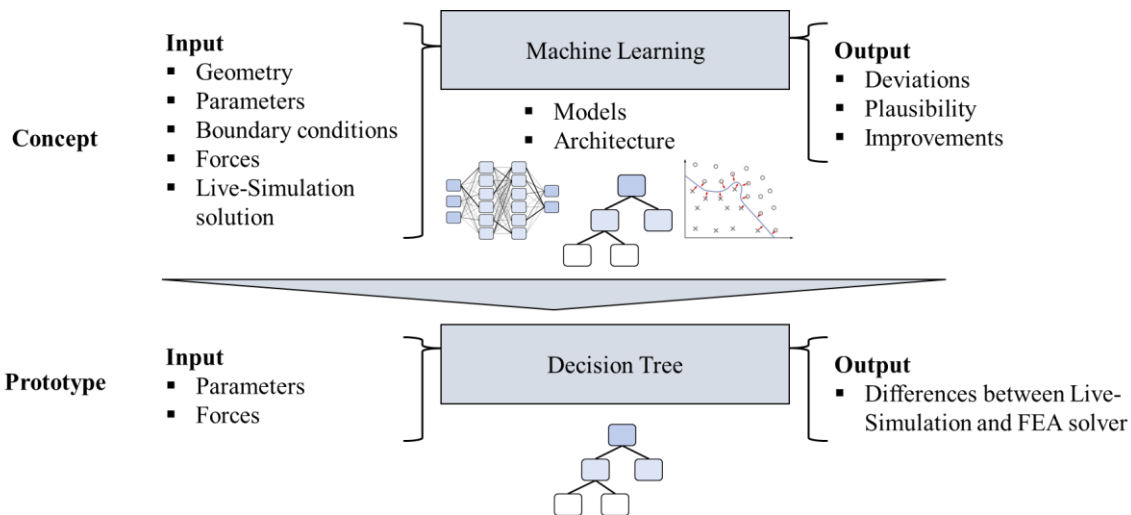 Concept
Input
▪ Geometry
▪ Parameters
▪ Boundary conditions
▪ Forces
▪ Live-Simulation
solution
Machine Learning
▪ Models
▪ Architecture
Output
▪ Deviations
▪ Plausibility
▪ Improvements
Prototype
Input
▪ Parameters
▪ Forces
Decision Tree
Output
▪ Differences between Live-
Simulation and FEA solver